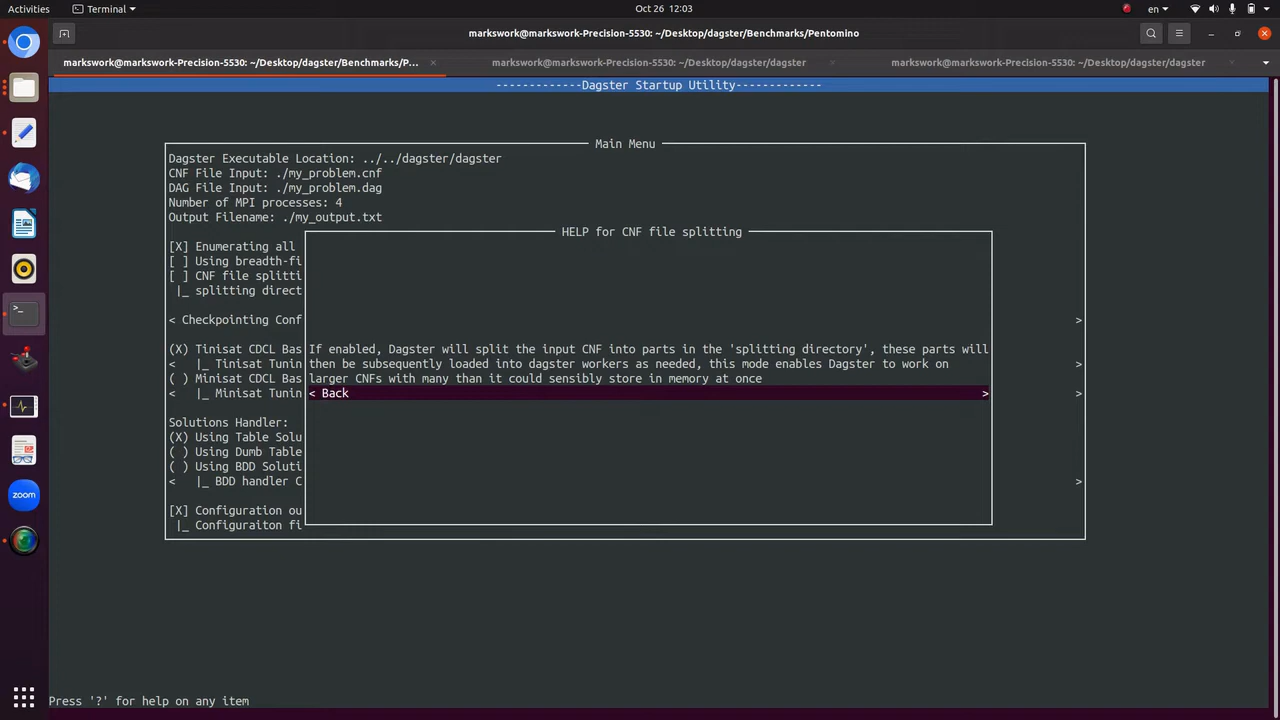 Activities
Terminal
Oct 26 12:03
en
markswork@markswork-Precision-5530: ~/Desktop/dagster/Benchmarks/Pentomino
markswork@markswork-Precision-5530: ~/Desktop/dagster/Benchmarks/P...
markswork@markswork-Precision-5530: ~/Desktop/dagster/dagster
markswork@markswork-Precision-5530: ~/Desktop/dagster/dagster
-------------Dagster Startup Utility-------------
Main Menu
Dagster Executable Location: ../../dagster/dagster
CNF File Input: ./my_problem.cnf
DAG File Input: ./my_problem.dag
Number of MPI processes: 4
Output Filename: ./my_output.txt
HELP for CNF file splitting
[X] Enumerating all
[ ] Using breadth-fi
[ ] CNF file splitti
|_ splitting direct
< Checkpointing Conf >
(X) Tinisat CDCL Bas
< |_ Tinisat Tunin >
( ) Minisat CDCL Bas
< |_ Minisat Tunin >
If enabled, Dagster will split the input CNF into parts in the 'splitting directory', these parts will
then be subsequently loaded into dagster workers as needed, this mode enables Dagster to work on
larger CNFs with many than it could sensibly store in memory at once
< Back >
Solutions Handler:
(X) Using Table Solu
( ) Using Dumb Table
( ) Using BDD Soluti
< |_ BDD handler C >
[X] Configuration ou
|_ Configuraiton fi
zoom
Press '?' for help on any item